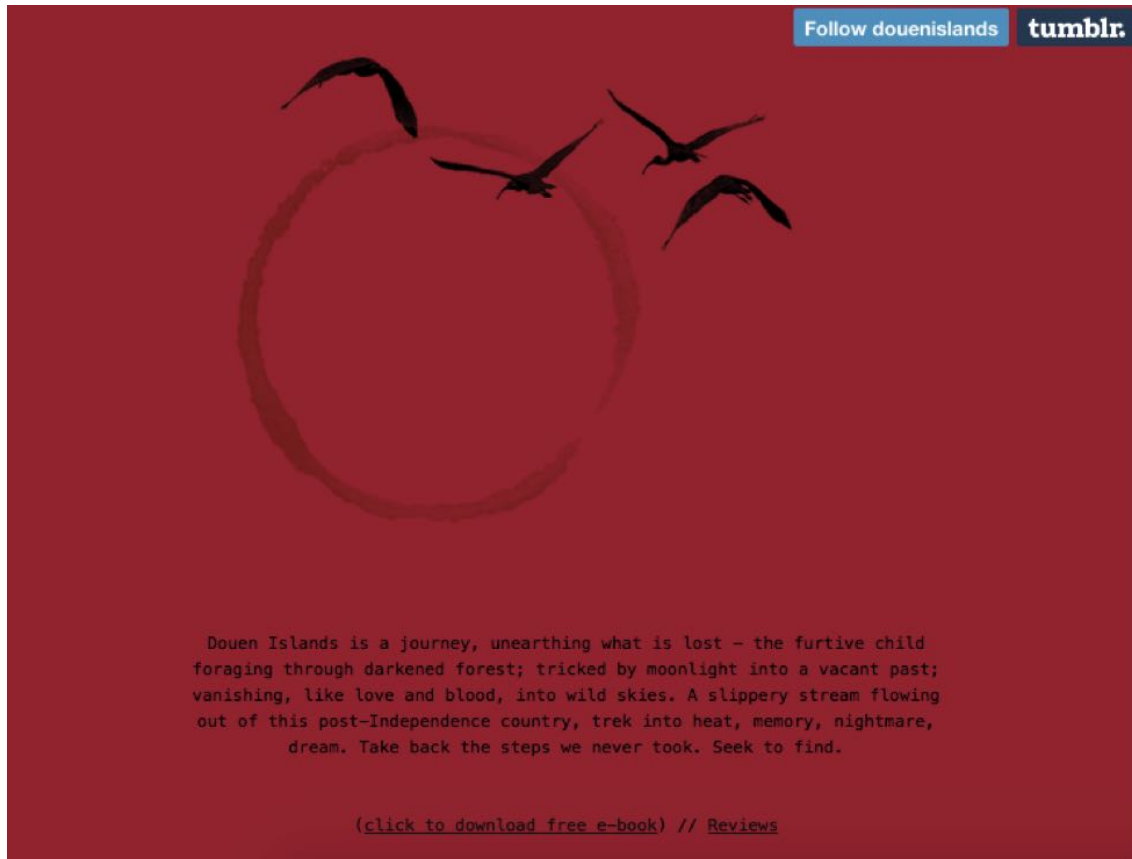 Follow douenislands
tumblr.
Douen Islands is a journey, unearthing what is lost – the furtive child
foraging through darkened forest; tricked by moonlight into a vacant past;
vanishing, like love and blood, into wild skies. A slippery stream flowing
out of this post–Independence country, trek into heat, memory, nightmare,
dream. Take back the steps we never took. Seek to find.
(click to download free e–book) // Reviews